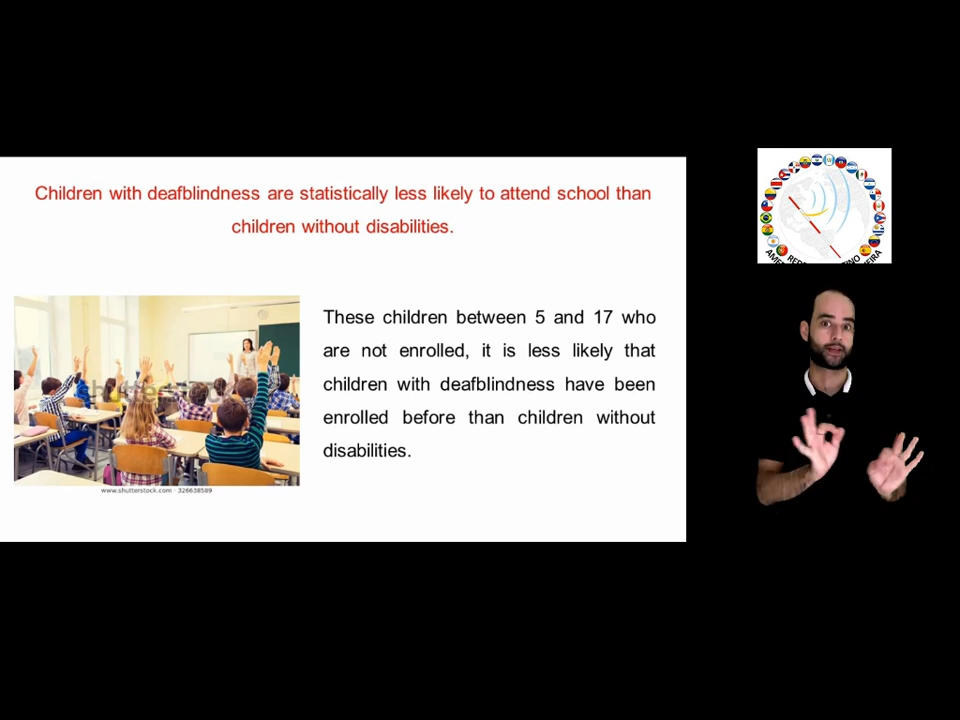 Children with deafblindness are statistically less likely to attend school than
children without disabilities.
These children between 5 and 17 who
are not enrolled, it is less likely that
children with deafblindness have been
enrolled before than children without
disabilities.
shutterstock
www.shutterstock.com · 326638589